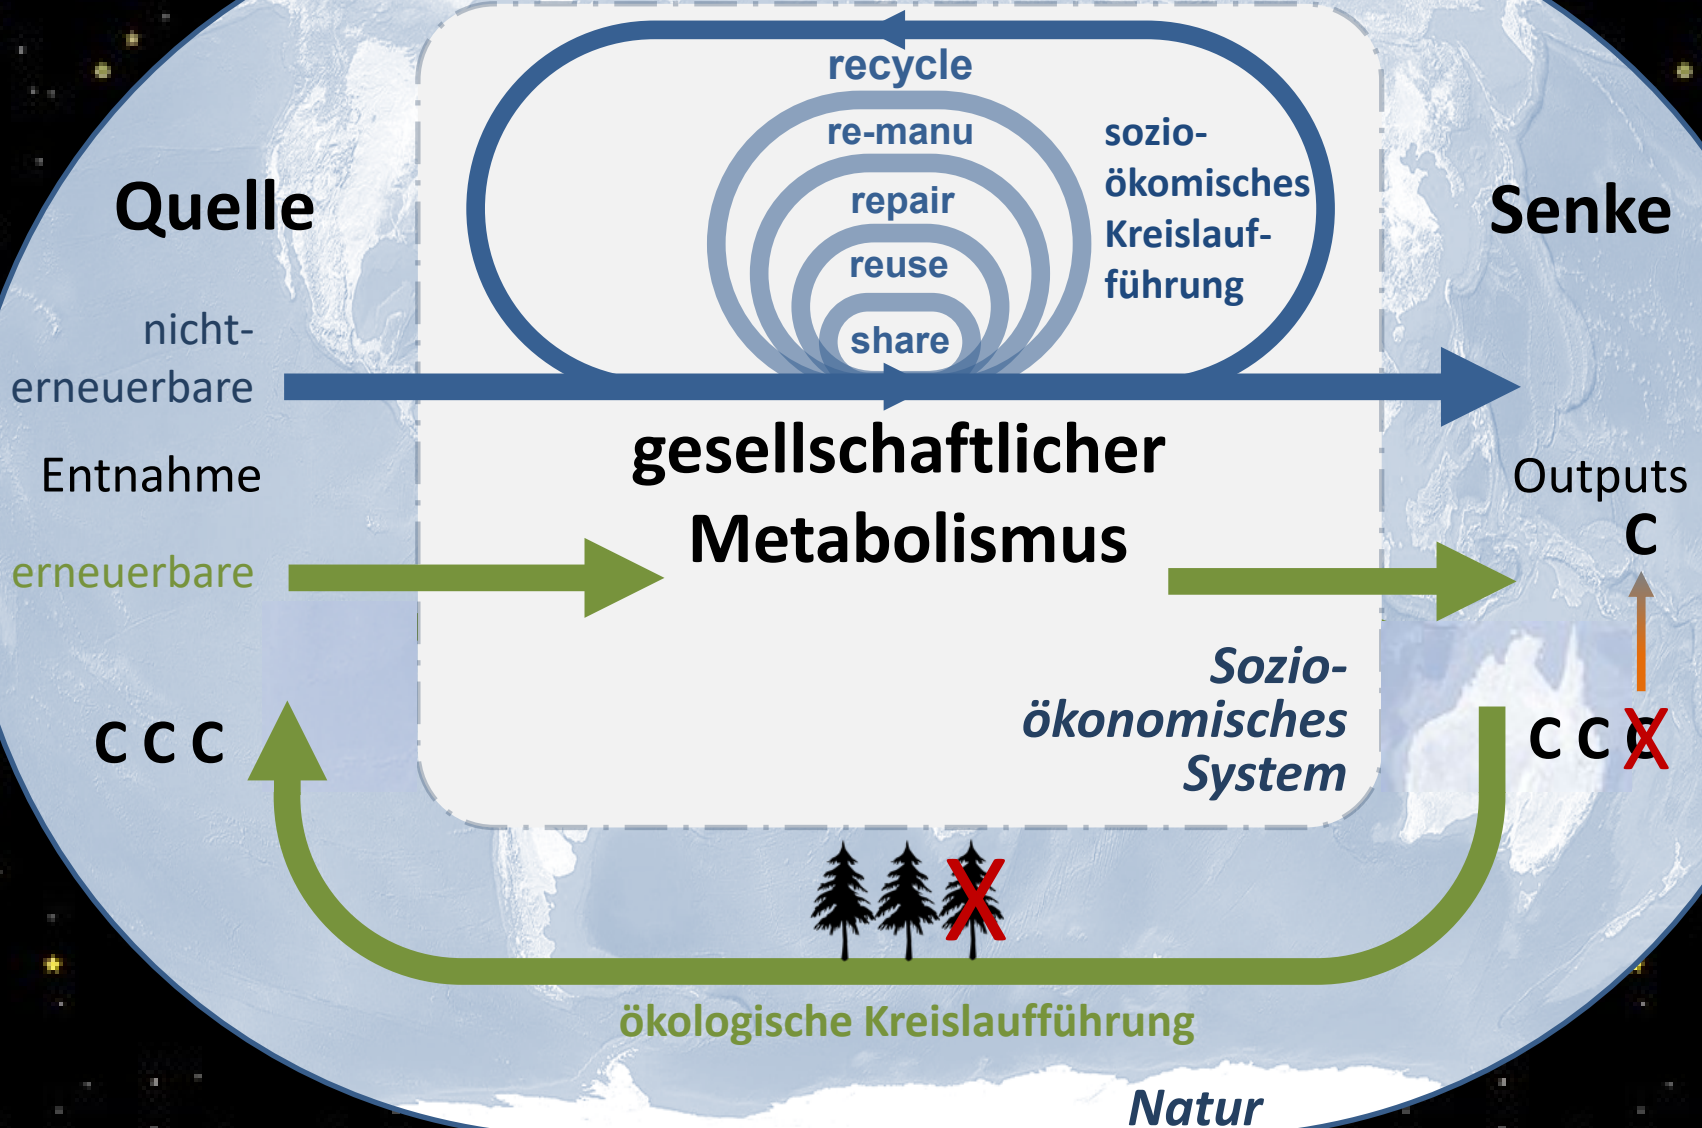 recycle
re-manu
repair
reuse
share
sozio-
ökomisches
Kreislauf-
führung
Quelle
Senke
nicht-
erneuerbare
Entnahme
erneuerbare
gesellschaftlicher
Metabolismus
Outputs
C
Sozio-
ökonomisches
System
C C C
C C C
X
X
ökologische Kreislaufführung
Natur